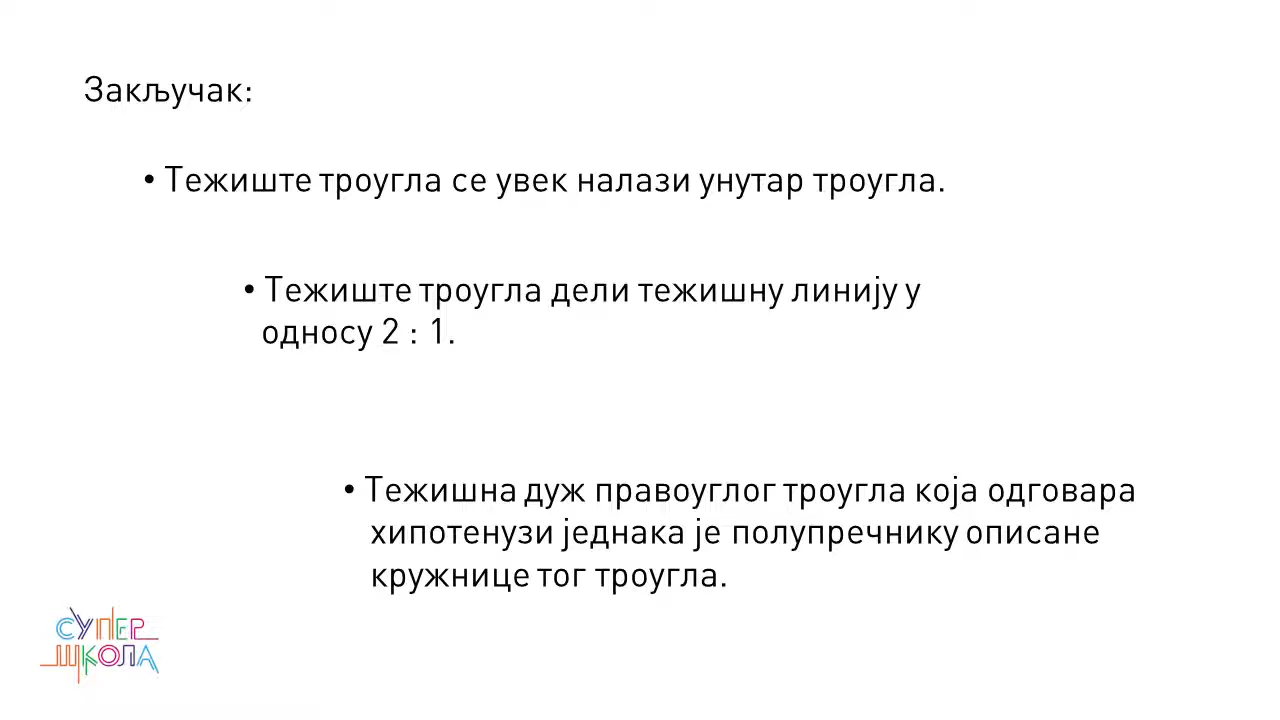 Закључак:
• Тежиште троугла се увек налази унутар троугла.
• Тежиште троугла дели тежишну линију у
односу 2 : 1.
• Тежишна дуж правоуглог троугла која одговара
хипотенузи једнака је полупречнику описане
кружнице тог троугла.
СУПЕР
ШКОЛА